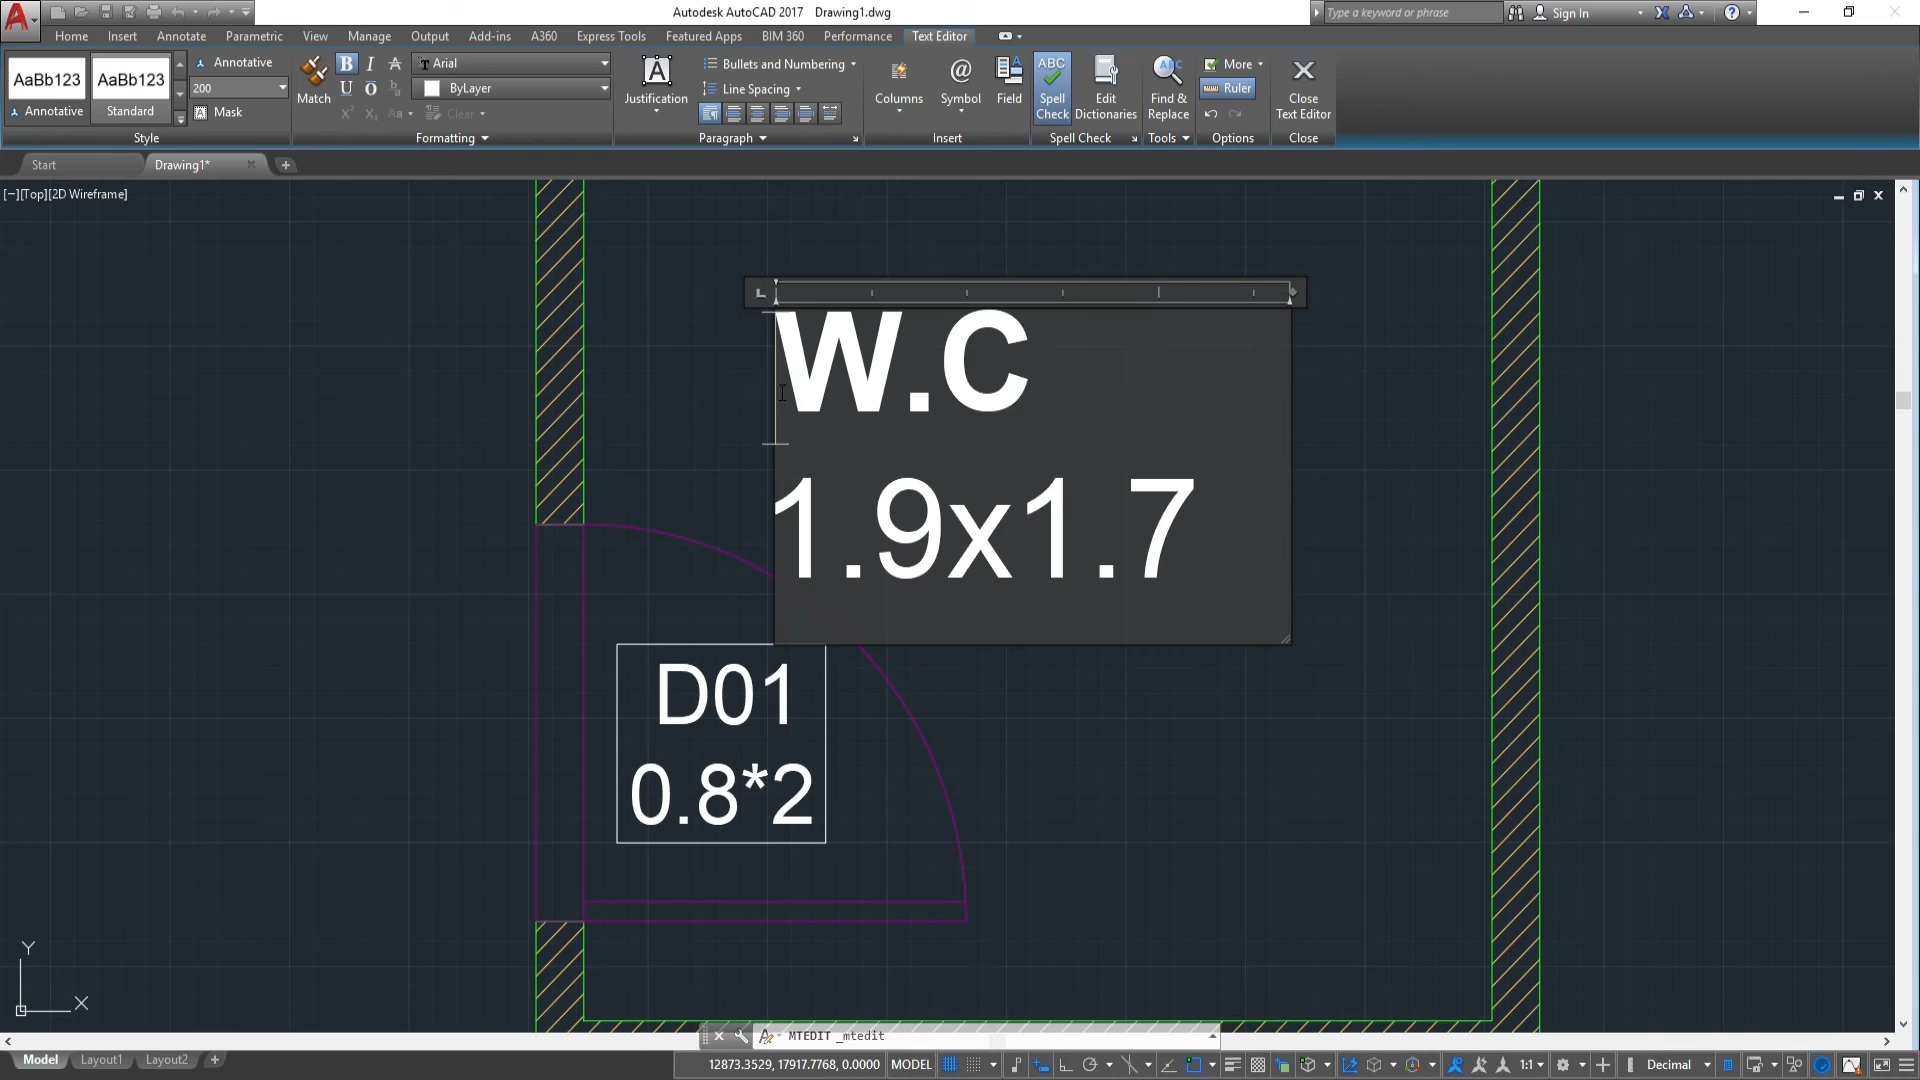 Autodesk AutoCAD 2017 Drawing1.dwg
Type a keyword or phrase
Sign In
Home Insert Annotate Parametric View Manage Output Add-ins A360 Express Tools Featured Apps BIM 360 Performance Text Editor
AaBb123
Annotative
AaBb123
Standard
Annotative
200
Mask
Style
Match
B I A
U O
Arial
ByLayer
Aa
Clear
Formatting
A
Justification
Bullets and Numbering
Line Spacing
Paragraph
Columns
@
Symbol
Field
Insert
ABC
Spell
Check
Edit
Dictionaries
Spell Check
ABC
Find &
Replace
Tools
More
Ruler
Options
Close
Text Editor
Close
Start
Drawing1*
[−][Top][2D Wireframe]
W.C
1.9x1.7
D01
0.8*2
Y
X
MTEDIT _mtedit
Model Layout1 Layout2 +
12873.3529, 17917.7768, 0.0000 MODEL
1:1
Decimal